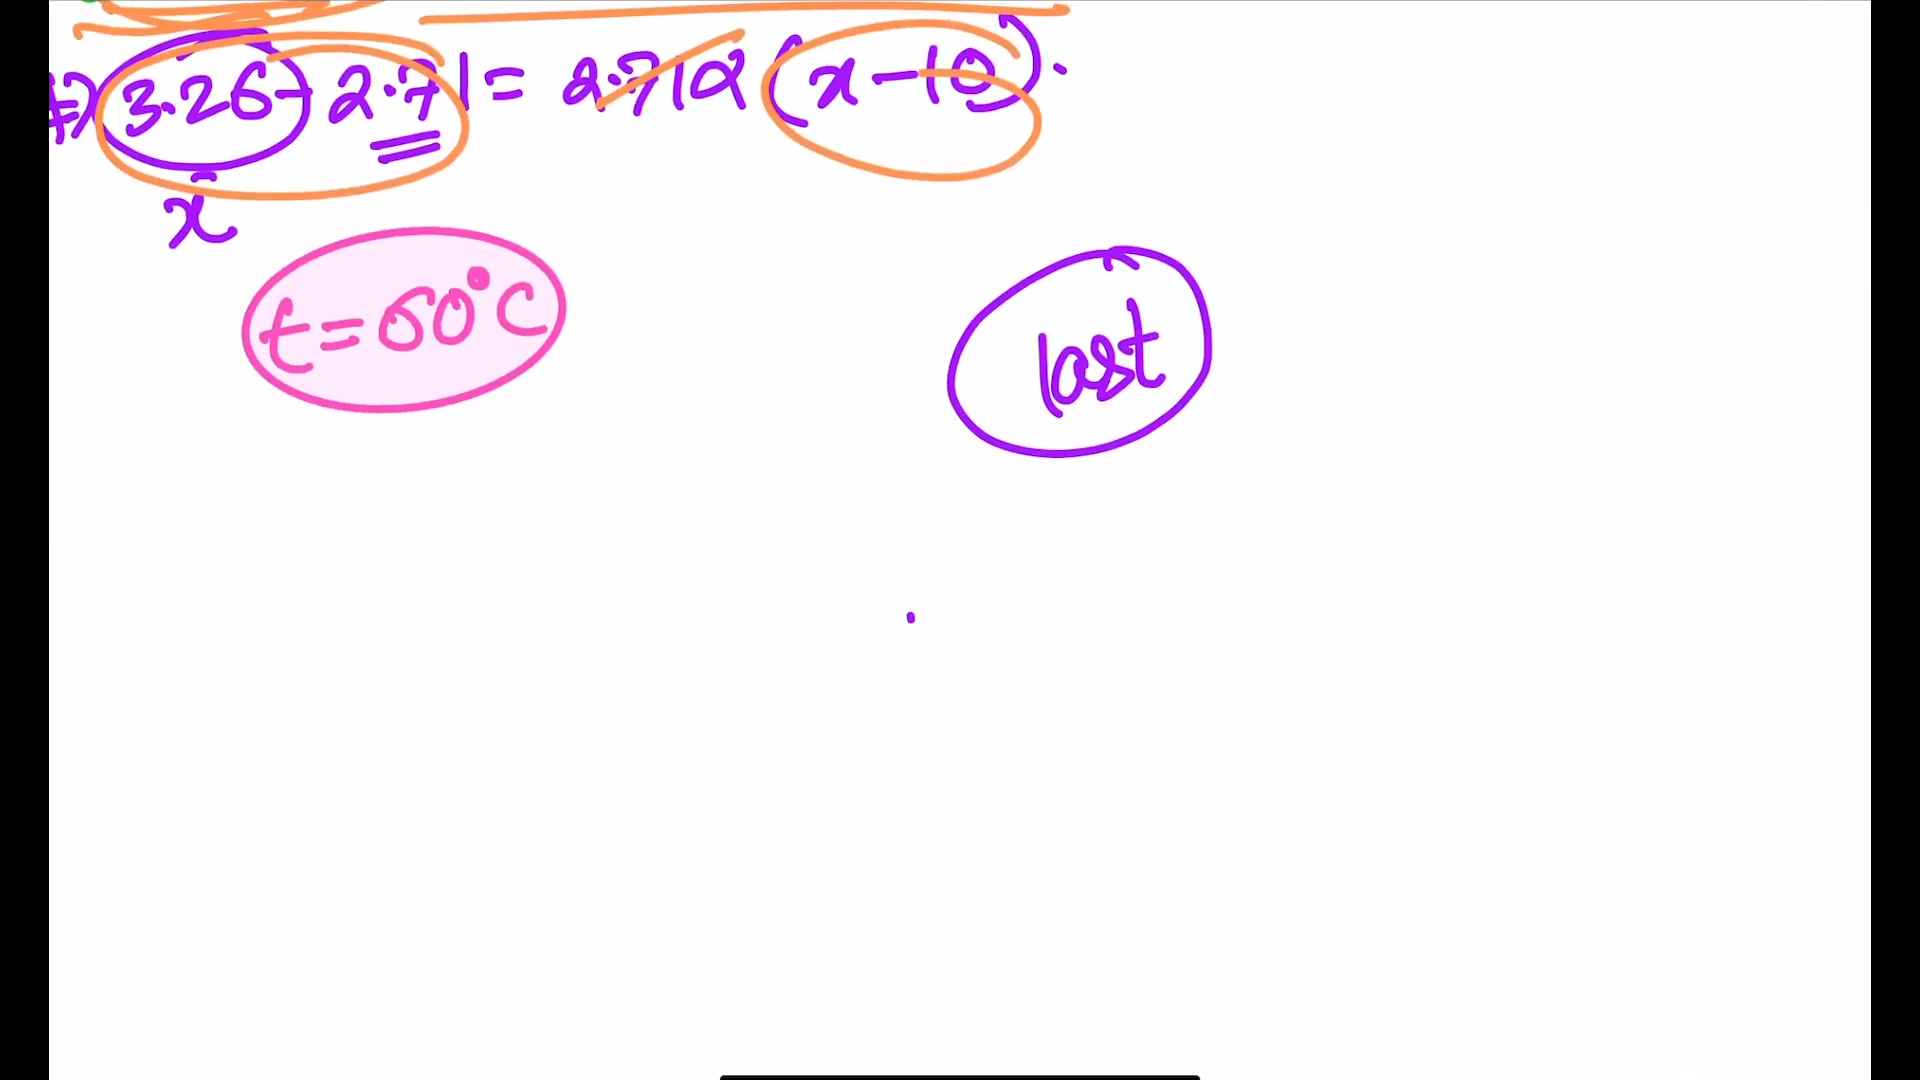 ⇒) 3.26 - 2.71 = 2.71α (x - 10).
x
t = 60°C
last